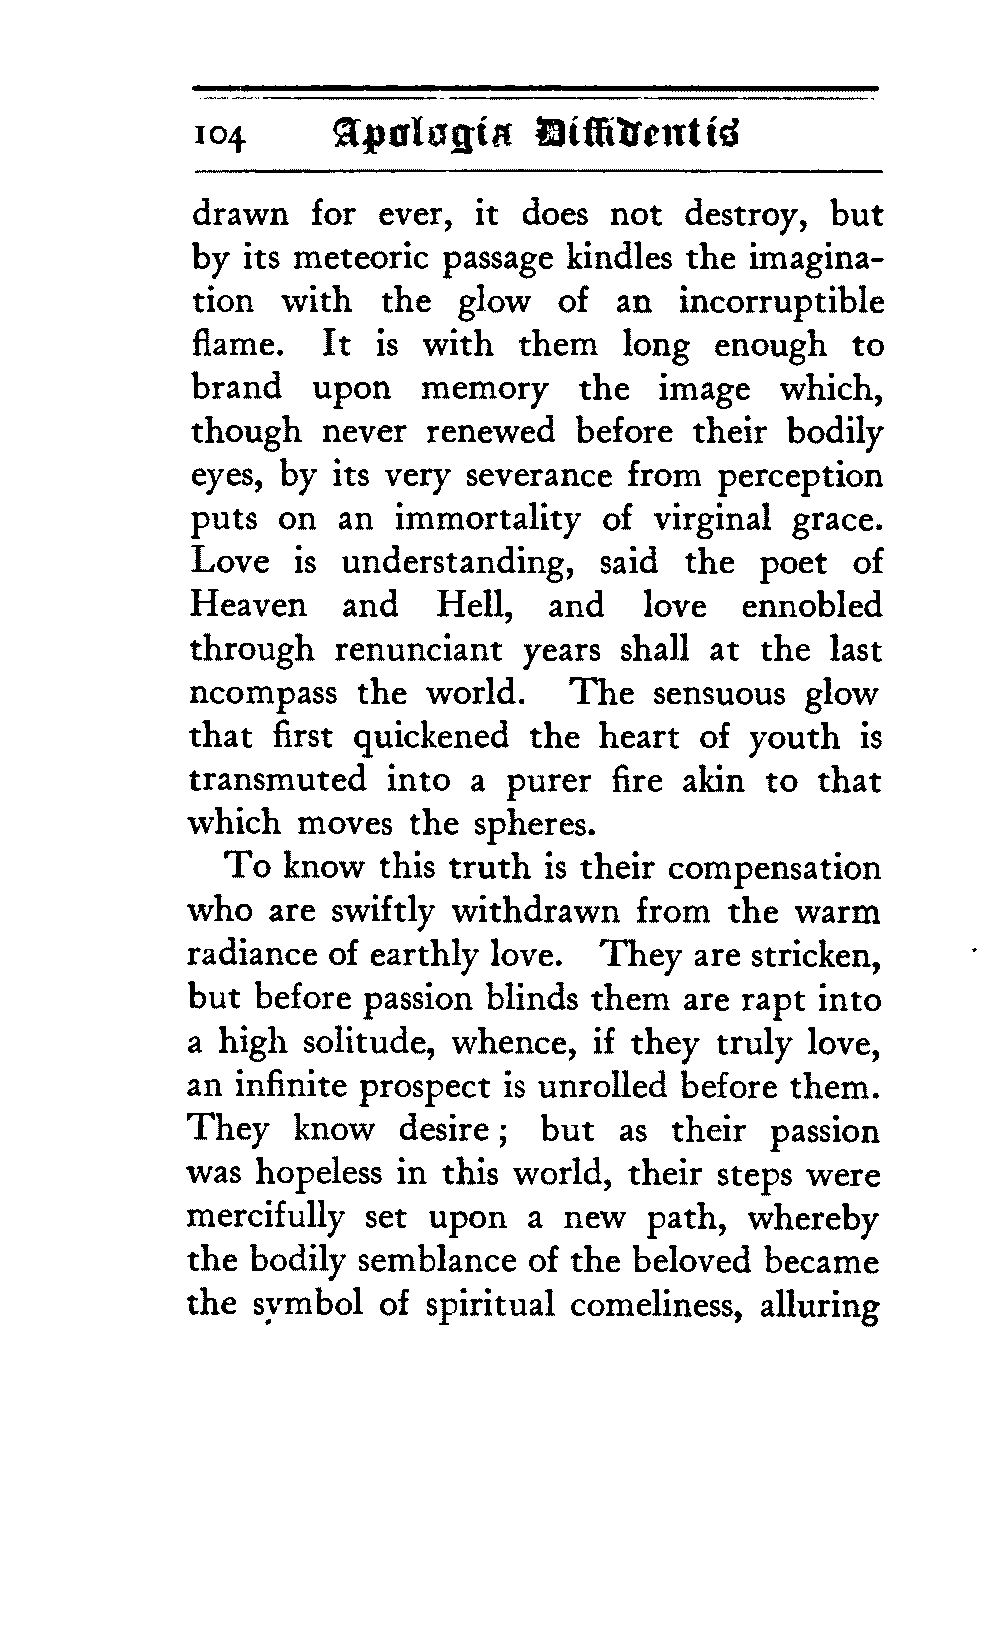 104 Apologia Diffidentis
drawn for ever, it does not destroy, but
by its meteoric passage kindles the imagina-
tion with the glow of an incorruptible
flame. It is with them long enough to
brand upon memory the image which,
though never renewed before their bodily
eyes, by its very severance from perception
puts on an immortality of virginal grace.
Love is understanding, said the poet of
Heaven and Hell, and love ennobled
through renunciant years shall at the last
ncompass the world. The sensuous glow
that first quickened the heart of youth is
transmuted into a purer fire akin to that
which moves the spheres.
To know this truth is their compensation
who are swiftly withdrawn from the warm
radiance of earthly love. They are stricken,
but before passion blinds them are rapt into
a high solitude, whence, if they truly love,
an infinite prospect is unrolled before them.
They know desire; but as their passion
was hopeless in this world, their steps were
mercifully set upon a new path, whereby
the bodily semblance of the beloved became
the symbol of spiritual comeliness, alluring